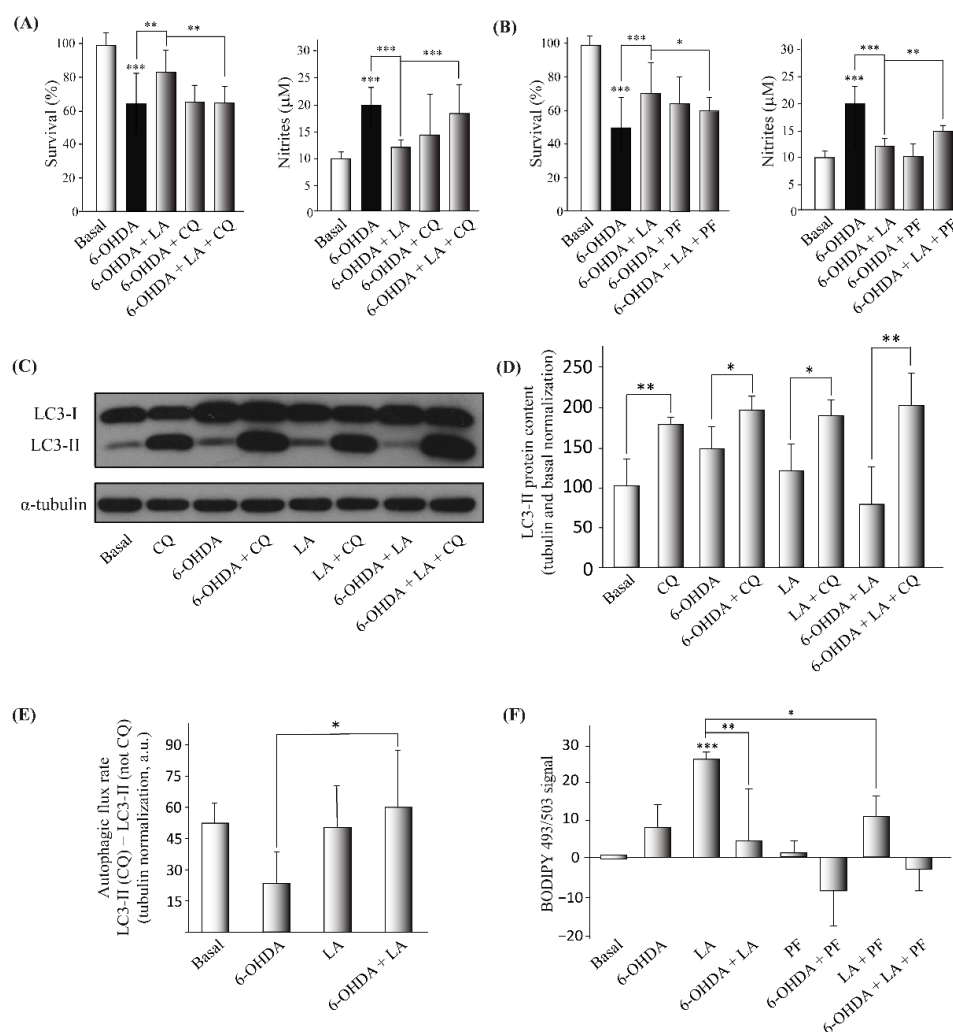 (A)
Survival (%)
100
80
60
40
20
0
***
**
**
Basal
6-OHDA
6-OHDA + LA
6-OHDA + CQ
6-OHDA + LA + CQ
Nitrites (μM)
30
25
20
15
10
5
0
***
***
***
Basal
6-OHDA
6-OHDA + LA
6-OHDA + CQ
6-OHDA + LA + CQ
(B)
Survival (%)
100
80
60
40
20
0
***
***
*
Basal
6-OHDA
6-OHDA + LA
6-OHDA + PF
6-OHDA + LA + PF
Nitrites (μM)
30
25
20
15
10
5
0
***
***
**
Basal
6-OHDA
6-OHDA + LA
6-OHDA + PF
6-OHDA + LA + PF
(C)
LC3-I
LC3-II
α-tubulin
Basal
CQ
6-OHDA
6-OHDA + CQ
LA
LA + CQ
6-OHDA + LA
6-OHDA + LA + CQ
(D)
LC3-II protein content
(tubulin and basal normalization)
250
200
150
100
50
00
**
*
*
**
Basal
CQ
6-OHDA
6-OHDA + CQ
LA
LA + CQ
6-OHDA + LA
6-OHDA + LA + CQ
(E)
Autophagic flux rate
LC3-II (CQ) – LC3-II (not CQ)
(tubulin normalization, a.u.)
90
75
60
45
30
15
*
Basal
6-OHDA
LA
6-OHDA + LA
(F)
BODIPY 493/503 signal
30
20
10
0
−10
−20
***
**
*
Basal
6-OHDA
LA
6-OHDA + LA
PF
6-OHDA + PF
LA + PF
6-OHDA + LA + PF